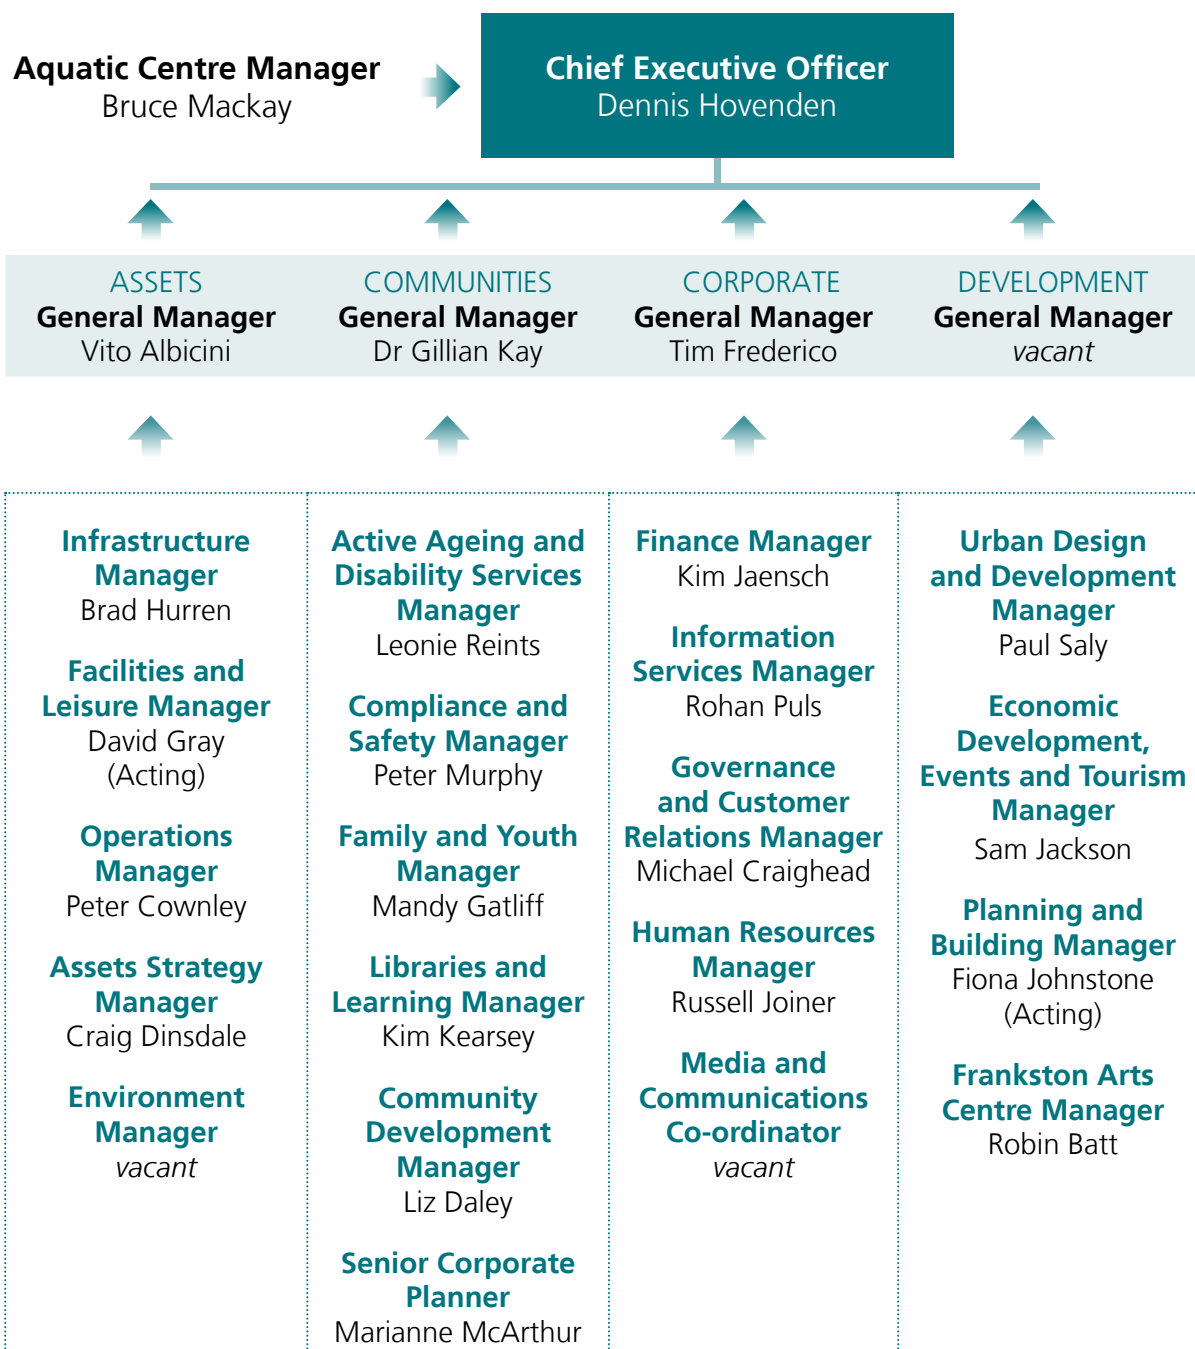 Aquatic Centre Manager
Bruce Mackay
Chief Executive Officer
Dennis Hovenden
ASSETS
General Manager
Vito Albicini
COMMUNITIES
General Manager
Dr Gillian Kay
CORPORATE
General Manager
Tim Frederico
DEVELOPMENT
General Manager
vacant
Infrastructure
Manager
Brad Hurren
Facilities and
Leisure Manager
David Gray
(Acting)
Operations
Manager
Peter Cownley
Assets Strategy
Manager
Craig Dinsdale
Environment
Manager
vacant
Active Ageing and
Disability Services
Manager
Leonie Reints
Compliance and
Safety Manager
Peter Murphy
Family and Youth
Manager
Mandy Gatliff
Libraries and
Learning Manager
Kim Kearsey
Community
Development
Manager
Liz Daley
Senior Corporate
Planner
Marianne McArthur
Finance Manager
Kim Jaensch
Information
Services Manager
Rohan Puls
Governance
and Customer
Relations Manager
Michael Craighead
Human Resources
Manager
Russell Joiner
Media and
Communications
Co-ordinator
vacant
Urban Design
and Development
Manager
Paul Saly
Economic
Development,
Events and Tourism
Manager
Sam Jackson
Planning and
Building Manager
Fiona Johnstone
(Acting)
Frankston Arts
Centre Manager
Robin Batt